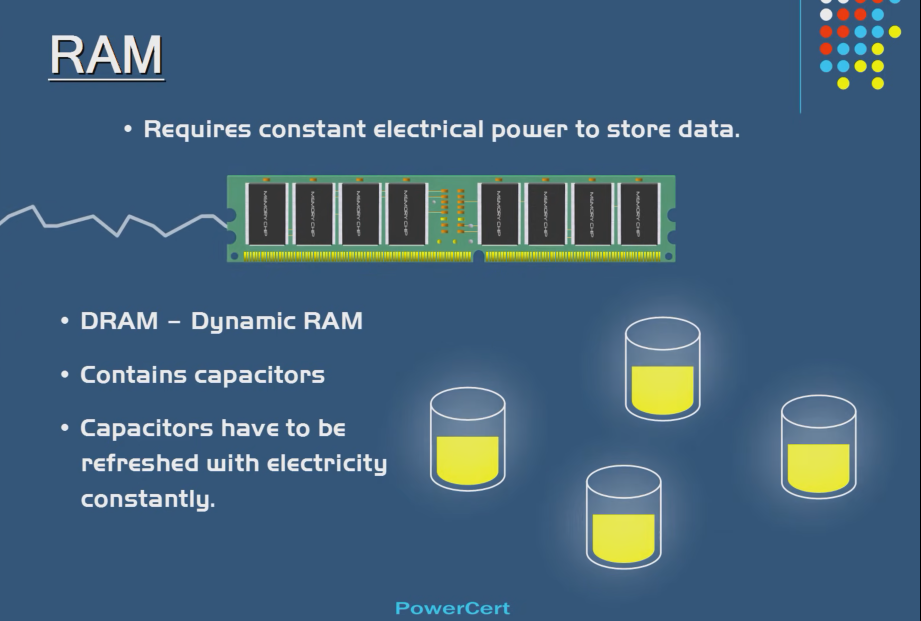 RAM
• Requires constant electrical power to store data.
MEMORY CHIP MEMORY CHIP MEMORY CHIP MEMORY CHIP MEMORY CHIP MEMORY CHIP MEMORY CHIP MEMORY CHIP
• DRAM – Dynamic RAM
• Contains capacitors
• Capacitors have to be
refreshed with electricity
constantly.
PowerCert